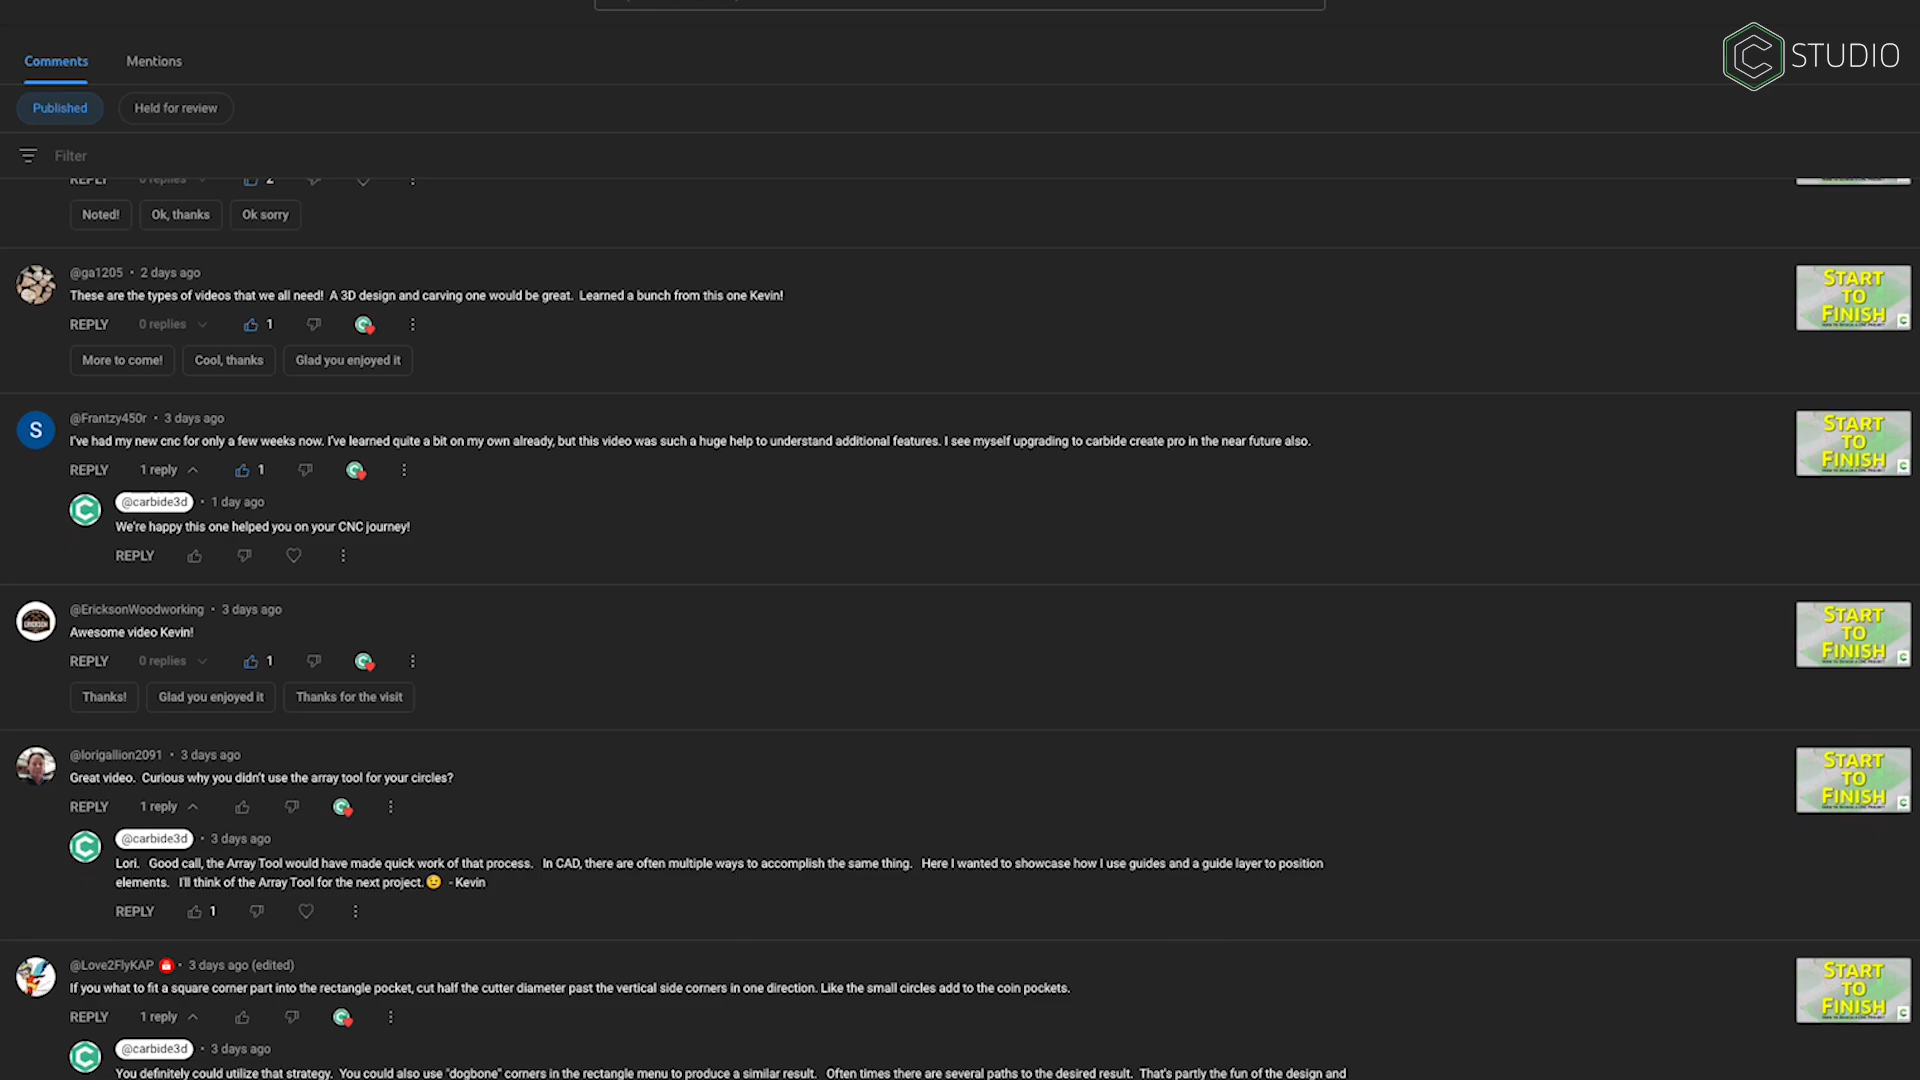 STUDIO
Comments Mentions
Published Held for review
Filter
REPLY 0 replies 2
Noted! Ok, thanks Ok sorry
@ga1205 • 2 days ago
These are the types of videos that we all need! A 3D design and carving one would be great. Learned a bunch from this one Kevin!
REPLY 0 replies 1
More to come! Cool, thanks Glad you enjoyed it
START
TO
FINISH
@Frantzy450r • 3 days ago
I've had my new cnc for only a few weeks now. I've learned quite a bit on my own already, but this video was such a huge help to understand additional features. I see myself upgrading to carbide create pro in the near future also.
REPLY 1 reply 1
START
TO
FINISH
@carbide3d • 1 day ago
We're happy this one helped you on your CNC journey!
REPLY
@EricksonWoodworking • 3 days ago
Awesome video Kevin!
REPLY 0 replies 1
Thanks! Glad you enjoyed it Thanks for the visit
START
TO
FINISH
@lorigallion2091 • 3 days ago
Great video. Curious why you didn't use the array tool for your circles?
REPLY 1 reply
START
TO
FINISH
@carbide3d • 3 days ago
Lori. Good call, the Array Tool would have made quick work of that process. In CAD, there are often multiple ways to accomplish the same thing. Here I wanted to showcase how I use guides and a guide layer to position
elements. I'll think of the Array Tool for the next project. 😉 - Kevin
REPLY 1
@Love2FlyKAP • 3 days ago (edited)
If you what to fit a square corner part into the rectangle pocket, cut half the cutter diameter past the vertical side corners in one direction. Like the small circles add to the coin pockets.
REPLY 1 reply
START
TO
FINISH
@carbide3d • 3 days ago
You definitely could utilize that strategy. You could also use "dogbone" corners in the rectangle menu to produce a similar result. Often times there are several paths to the desired result. That's partly the fun of the design and